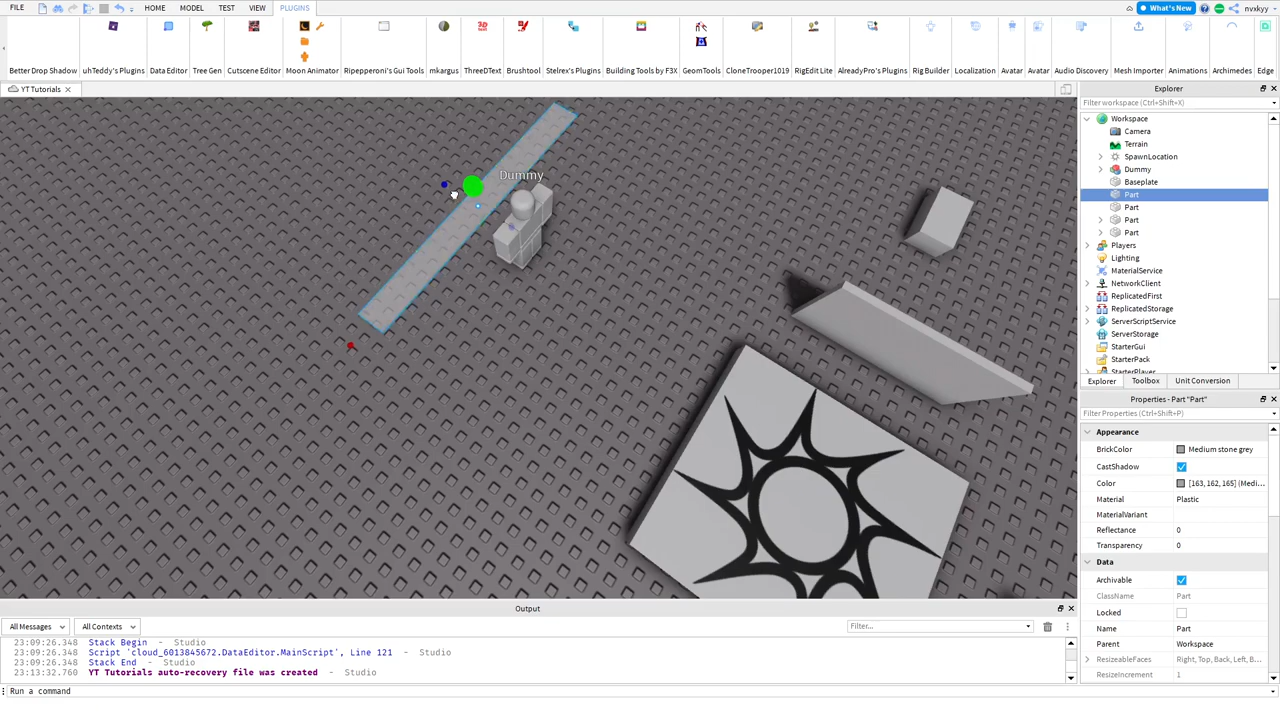 FILE HOME MODEL TEST VIEW PLUGINS What's New nvxkyy
Better Drop Shadow uhTeddy's Plugins Data Editor Tree Gen Cutscene Editor Moon Animator Ripepperoni's Gui Tools mkargus ThreeDText Brushtool Stelrex's Plugins Building Tools by F3X GeomTools CloneTrooper1019 RigEdit Lite AlreadyPro's Plugins Rig Builder Localization Avatar Avatar Audio Discovery Mesh Importer Animations Archimedes Edge
YT Tutorials
Dummy
Explorer
Filter workspace (Ctrl+Shift+X)
Workspace
Camera
Terrain
SpawnLocation
Dummy
Baseplate
Part
Part
Part
Part
Players
Lighting
MaterialService
NetworkClient
ReplicatedFirst
ReplicatedStorage
ServerScriptService
ServerStorage
StarterGui
StarterPack
StarterPlayer
Explorer Toolbox Unit Conversion
Properties - Part "Part"
Filter Properties (Ctrl+Shift+P)
Appearance
BrickColor Medium stone grey
CastShadow
Color [163, 162, 165] (Medi...
Material Plastic
MaterialVariant
Reflectance 0
Transparency 0
Data
Archivable
ClassName Part
Locked
Name Part
Parent Workspace
ResizeableFaces Right, Top, Back, Left, B...
ResizeIncrement 1
Output
All Messages All Contexts Filter...
23:09:26.348 Stack Begin - Studio
23:09:26.348 Script 'cloud_6013845672.DataEditor.MainScript', Line 121 - Studio
23:09:26.348 Stack End - Studio
23:13:32.760 YT Tutorials auto-recovery file was created - Studio
Run a command